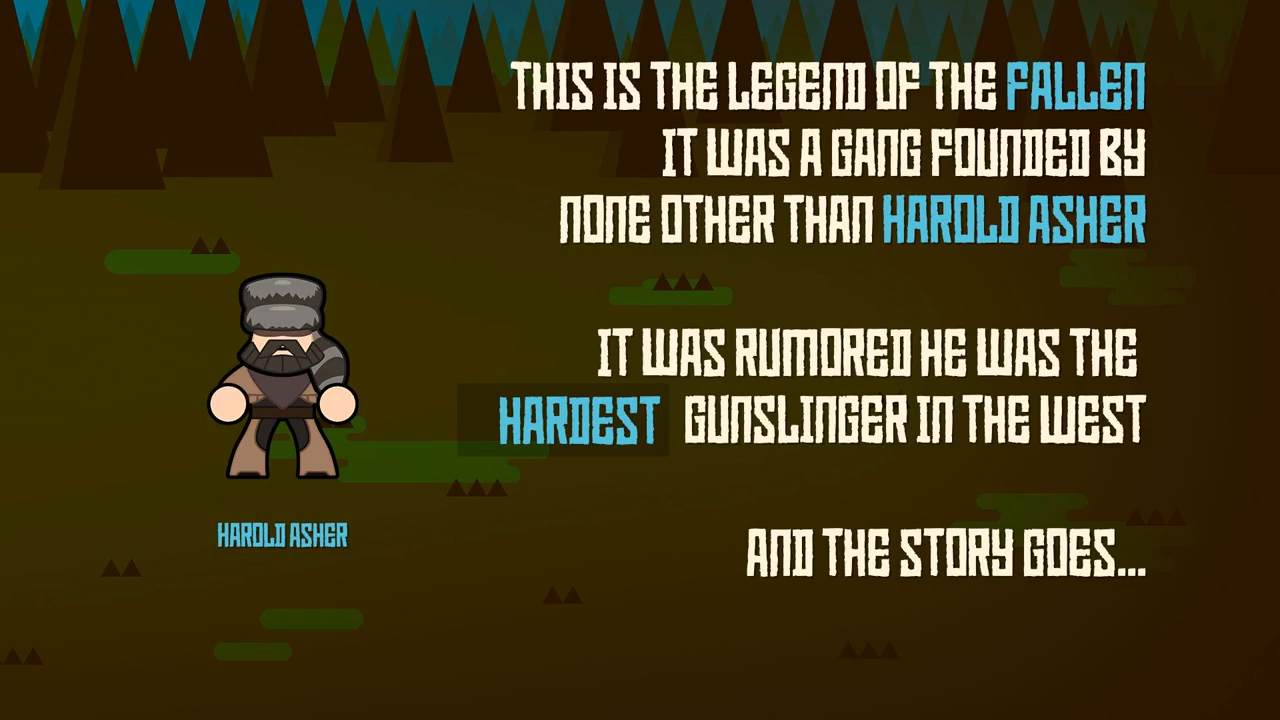 THIS IS THE LEGEND OF THE FALLEN
IT WAS A GANG FOUNDED BY
NONE OTHER THAN HAROLD ASHER
IT WAS RUMORED HE WAS THE
HARDEST GUNSLINGER IN THE WEST
AND THE STORY GOES...
HAROLD ASHER